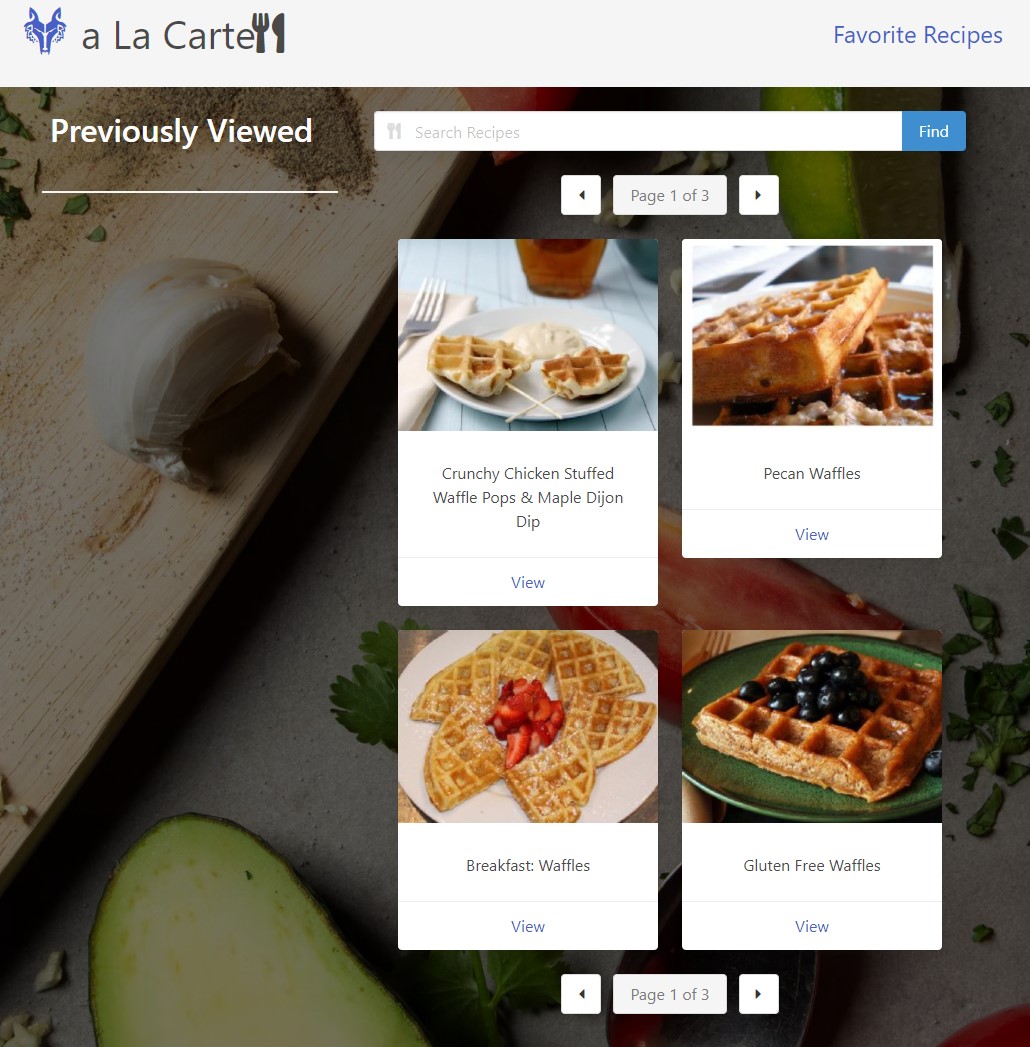 a La Carte
Favorite Recipes
Previously Viewed
Search Recipes
Find
Page 1 of 3
Crunchy Chicken Stuffed
Waffle Pops & Maple Dijon
Dip
View
Pecan Waffles
View
Breakfast: Waffles
View
Gluten Free Waffles
View
Page 1 of 3